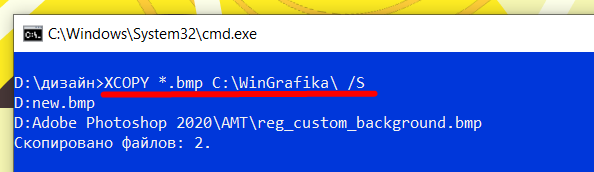 C:\Windows\System32\cmd.exe
D:\дизайн>XCOPY *.bmp C:\WinGrafika\ /S
D:new.bmp
D:Adobe Photoshop 2020\AMT\reg_custom_background.bmp
Скопировано файлов: 2.